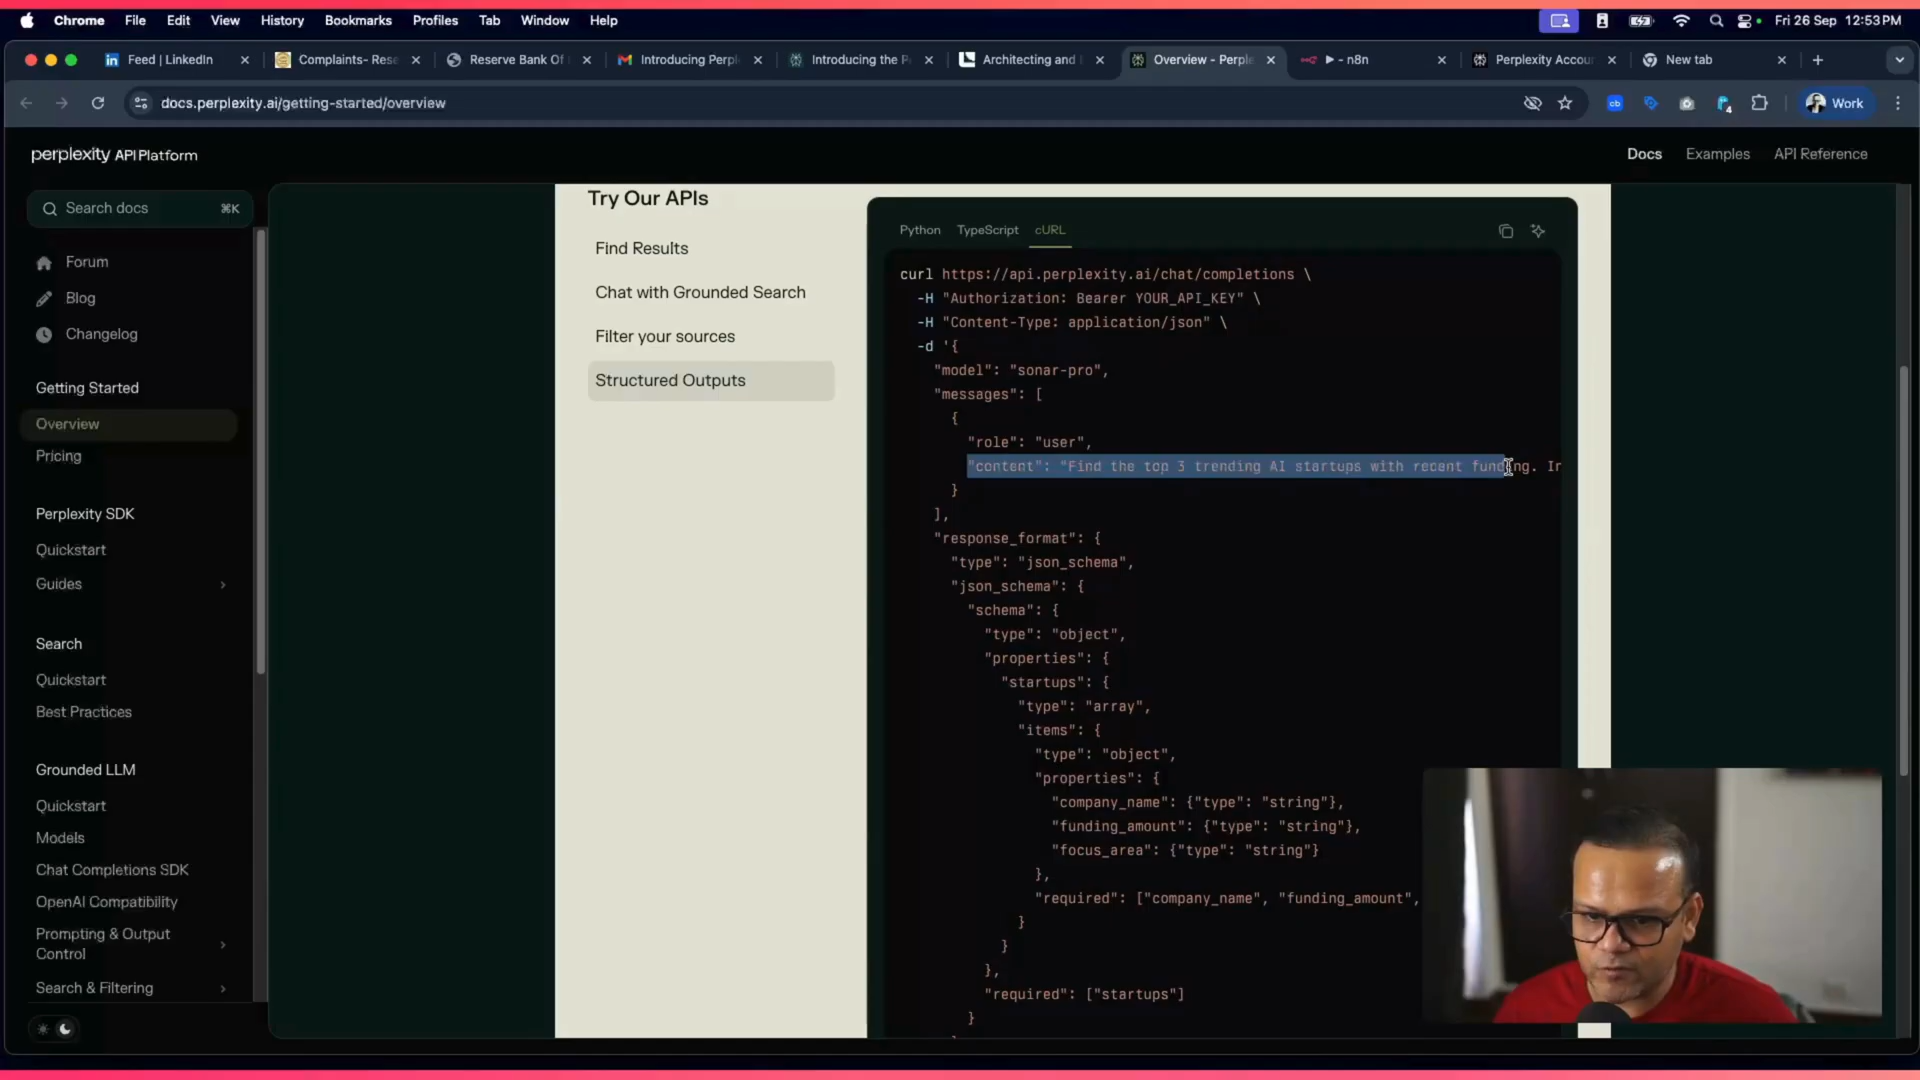 Chrome File Edit View History Bookmarks Profiles Tab Window Help
Fri 26 Sep 12:53 PM
Feed | LinkedIn
Complaints- Rese
Reserve Bank Of
Introducing Perpl
Introducing the P
Architecting and
Overview - Perple
- n8n
Perplexity Accou
New tab
docs.perplexity.ai/getting-started/overview
cb
4
Work
perplexity API Platform
Docs
Examples
API Reference
Search docs
⌘K
Forum
Blog
Changelog
Getting Started
Overview
Pricing
Perplexity SDK
Quickstart
Guides
Search
Quickstart
Best Practices
Grounded LLM
Quickstart
Models
Chat Completions SDK
OpenAI Compatibility
Prompting & Output
Control
Search & Filtering
Try Our APIs
Find Results
Chat with Grounded Search
Filter your sources
Structured Outputs
Python TypeScript cURL
curl https://api.perplexity.ai/chat/completions \
-H "Authorization: Bearer YOUR_API_KEY" \
-H "Content-Type: application/json" \
-d '{
"model": "sonar-pro",
"messages": [
{
"role": "user",
"content": "Find the top 3 trending AI startups with recent funding. In
}
],
"response_format": {
"type": "json_schema",
"json_schema": {
"schema": {
"type": "object",
"properties": {
"startups": {
"type": "array",
"items": {
"type": "object",
"properties": {
"company_name": {"type": "string"},
"funding_amount": {"type": "string"},
"focus_area": {"type": "string"}
},
"required": ["company_name", "funding_amount",
}
}
},
"required": ["startups"]
}